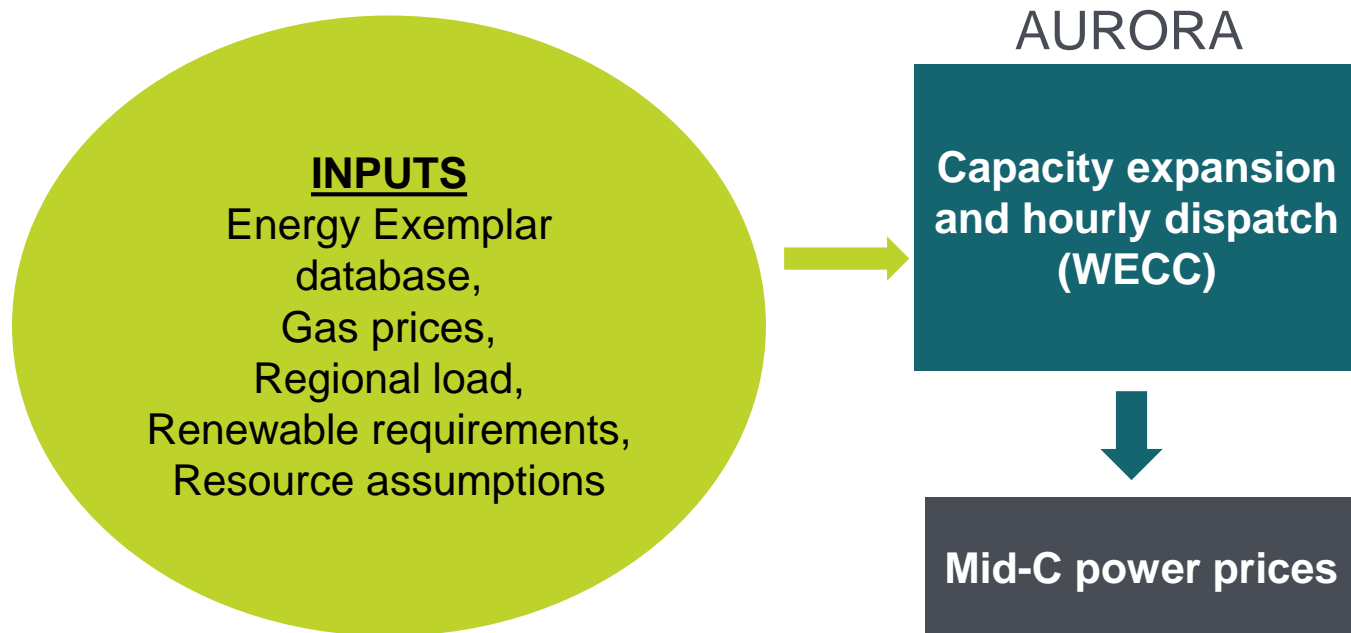 INPUTS
Energy Exemplar
database,
Gas prices,
Regional load,
Renewable requirements,
Resource assumptions
AURORA
Capacity expansion
and hourly dispatch
(WECC)
Mid-C power prices